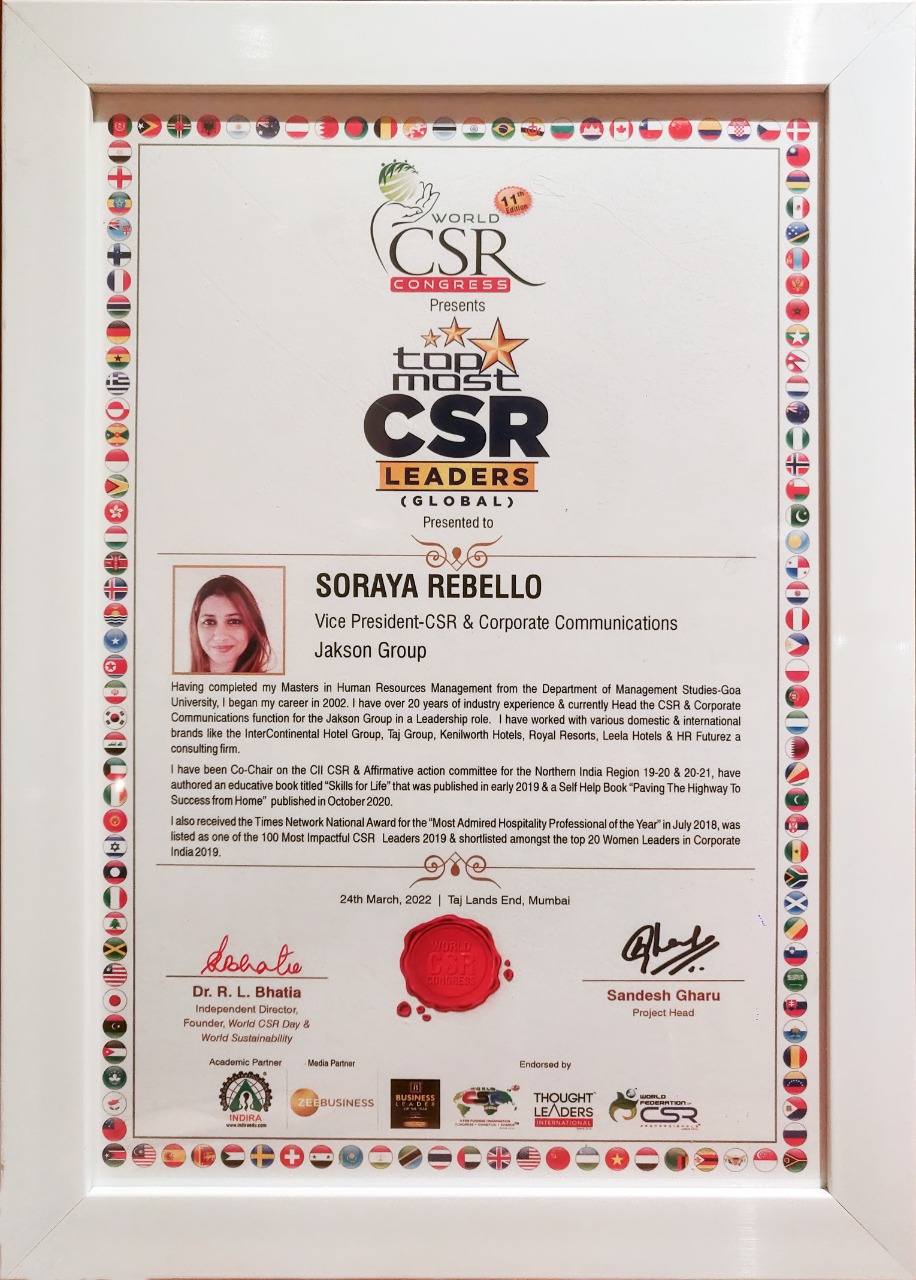 WORLD
11th
Edition
CSR
CONGRESS
Presents
top
most
CSR
LEADERS
(GLOBAL)
Presented to
SORAYA REBELLO
Vice President-CSR & Corporate Communications
Jakson Group
Having completed my Masters in Human Resources Management from the Department of Management Studies-Goa
University, I began my career in 2002. I have over 20 years of industry experience & currently Head the CSR & Corporate
Communications function for the Jakson Group in a Leadership role. I have worked with various domestic & international
brands like the InterContinental Hotel Group, Taj Group, Kenilworth Hotels, Royal Resorts, Leela Hotels & HR Futurez a
consulting firm.
I have been Co-Chair on the CII CSR & Affirmative action committee for the Northern India Region 19-20 & 20-21, have
authored an educative book titled “Skills for Life” that was published in early 2019 & a Self Help Book “Paving The Highway To
Success from Home” published in October 2020.
I also received the Times Network National Award for the “Most Admired Hospitality Professional of the Year” in July 2018, was
listed as one of the 100 Most Impactful CSR Leaders 2019 & shortlisted amongst the top 20 Women Leaders in Corporate
India 2019.
24th March, 2022 | Taj Lands End, Mumbai
WORLD
CSR
CONGRESS
Dr. R. L. Bhatia
Independent Director,
Founder, World CSR Day &
World Sustainability
Sandesh Gharu
Project Head
Academic Partner
Media Partner
Endorsed by
INDIRA
www.indiraedu.com
ZEEBUSINESS
BUSINESS
LEADER
OF THE YEAR
WORLD
CSR
THOUGHT
LEADERS
INTERNATIONAL
WORLD
FEDERATION OF
CSR
PROFESSIONALS